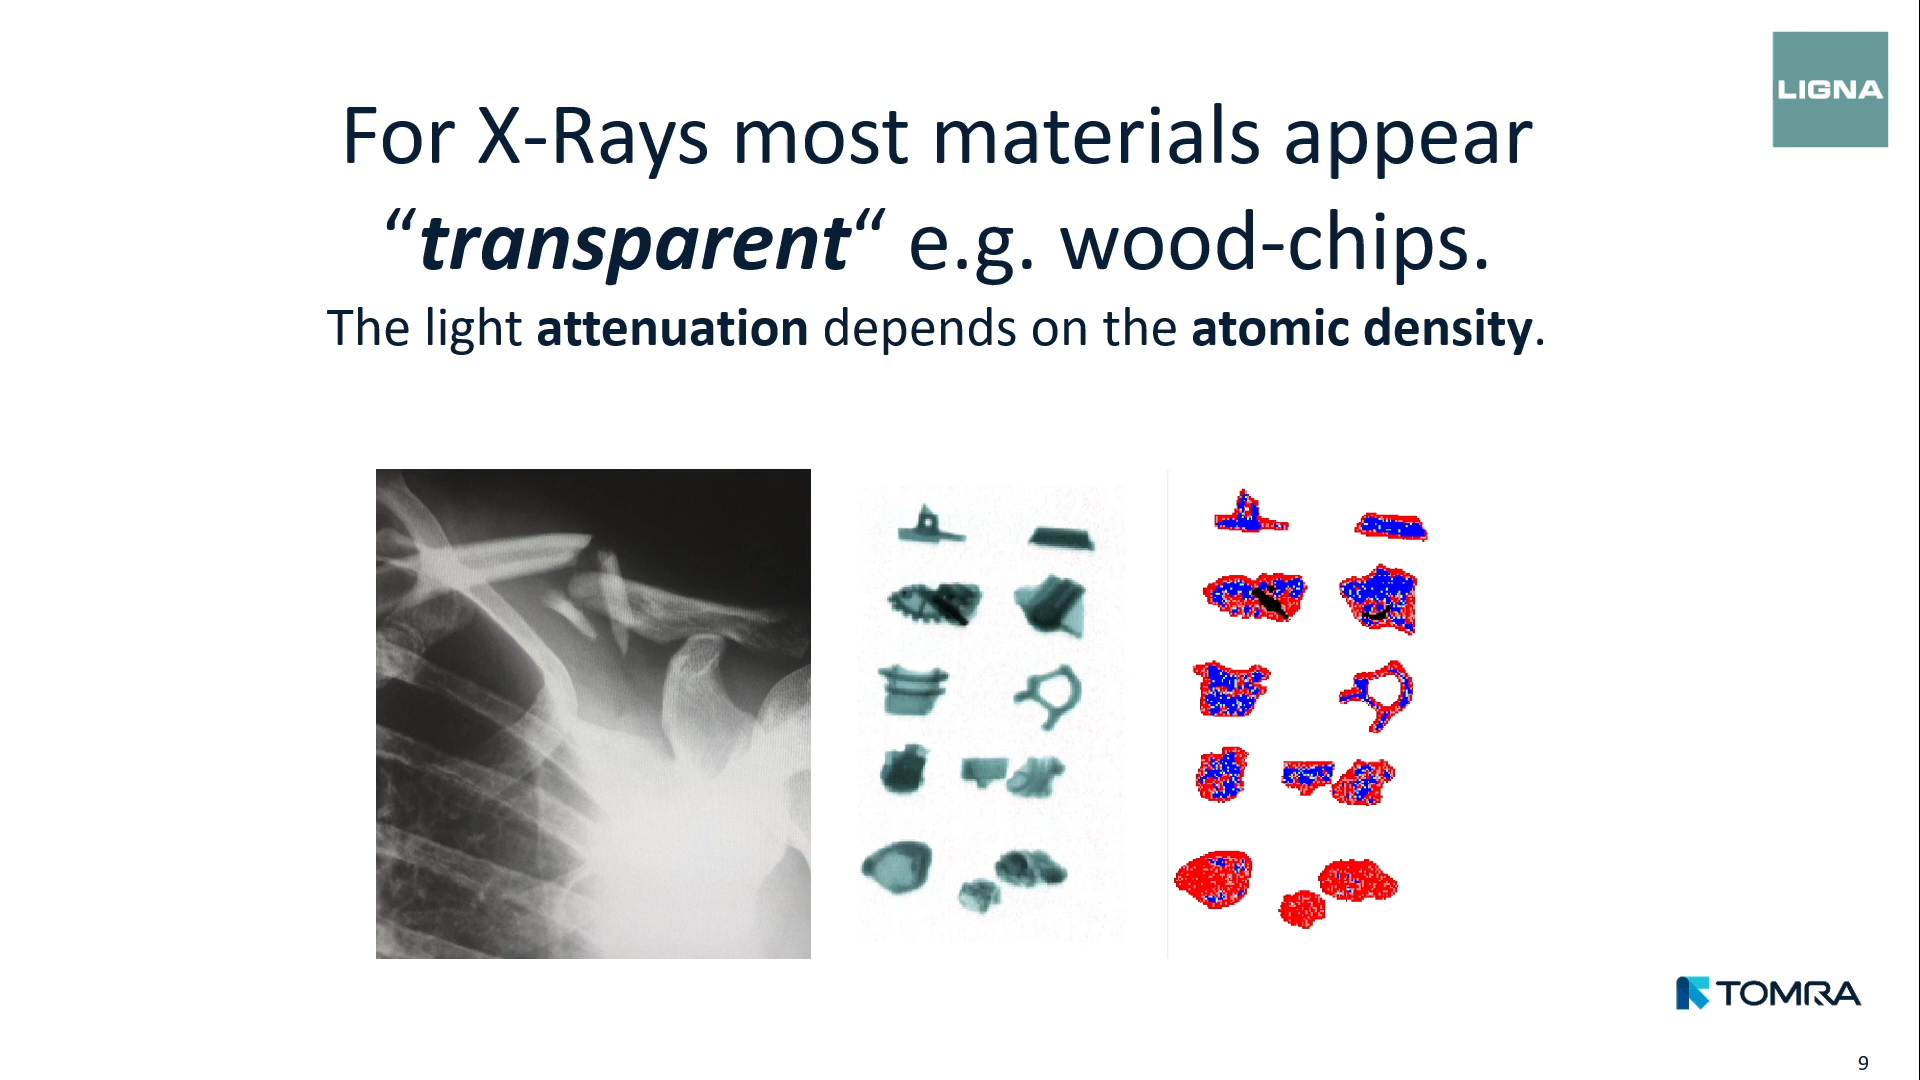 LIGNA
For X-Rays most materials appear
“transparent“ e.g. wood-chips.
The light attenuation depends on the atomic density.
TOMRA
9